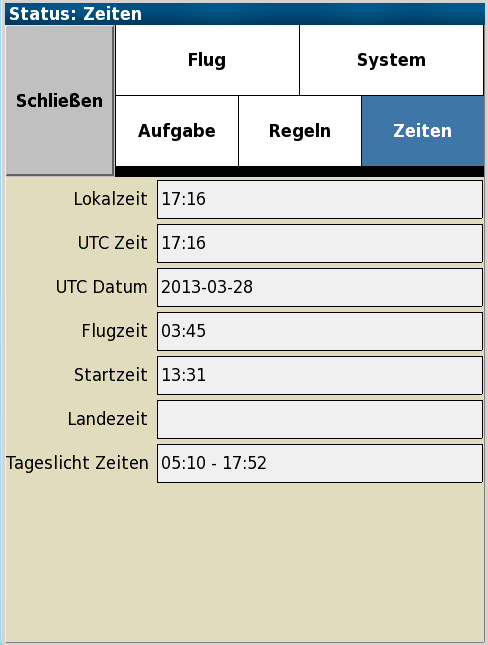 Status: Zeiten
Schließen
Flug
System
Aufgabe
Regeln
Zeiten
Lokalzeit 17:16
UTC Zeit 17:16
UTC Datum 2013-03-28
Flugzeit 03:45
Startzeit 13:31
Landezeit
Tageslicht Zeiten 05:10 - 17:52